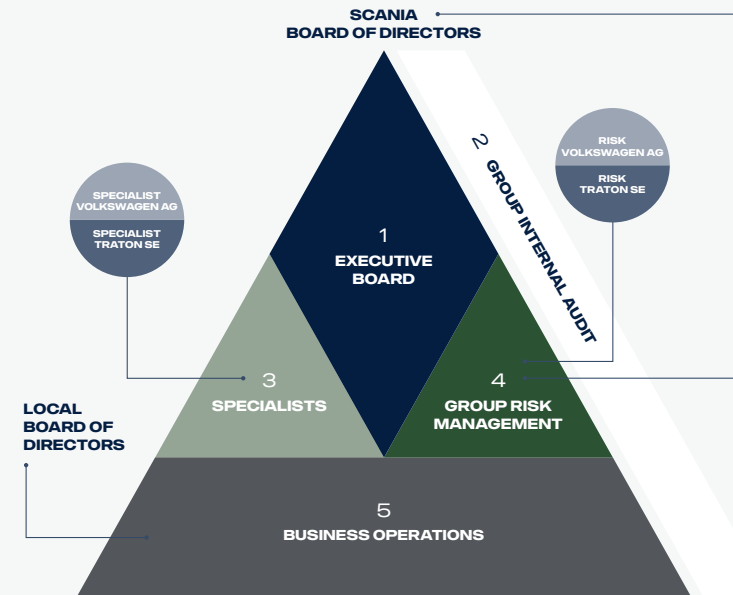 SCANIA
BOARD OF DIRECTORS
RISK
VOLKSWAGEN AG
RISK
TRATON SE
2 GROUP INTERNAL AUDIT
SPECIALIST
VOLKSWAGEN AG
SPECIALIST
TRATON SE
1
EXECUTIVE
BOARD
3
SPECIALISTS
4
GROUP RISK
MANAGEMENT
LOCAL
BOARD OF
DIRECTORS
5
BUSINESS OPERATIONS